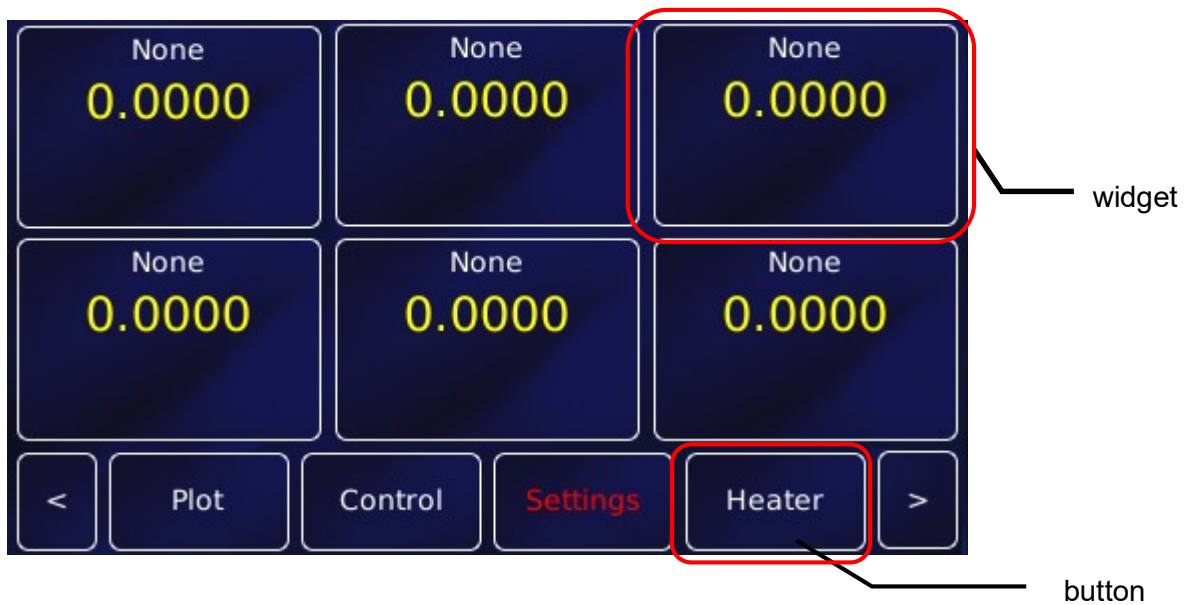 None None None
0.0000 0.0000 0.0000
widget
None None None
0.0000 0.0000 0.0000
< Plot Control Settings Heater >
button